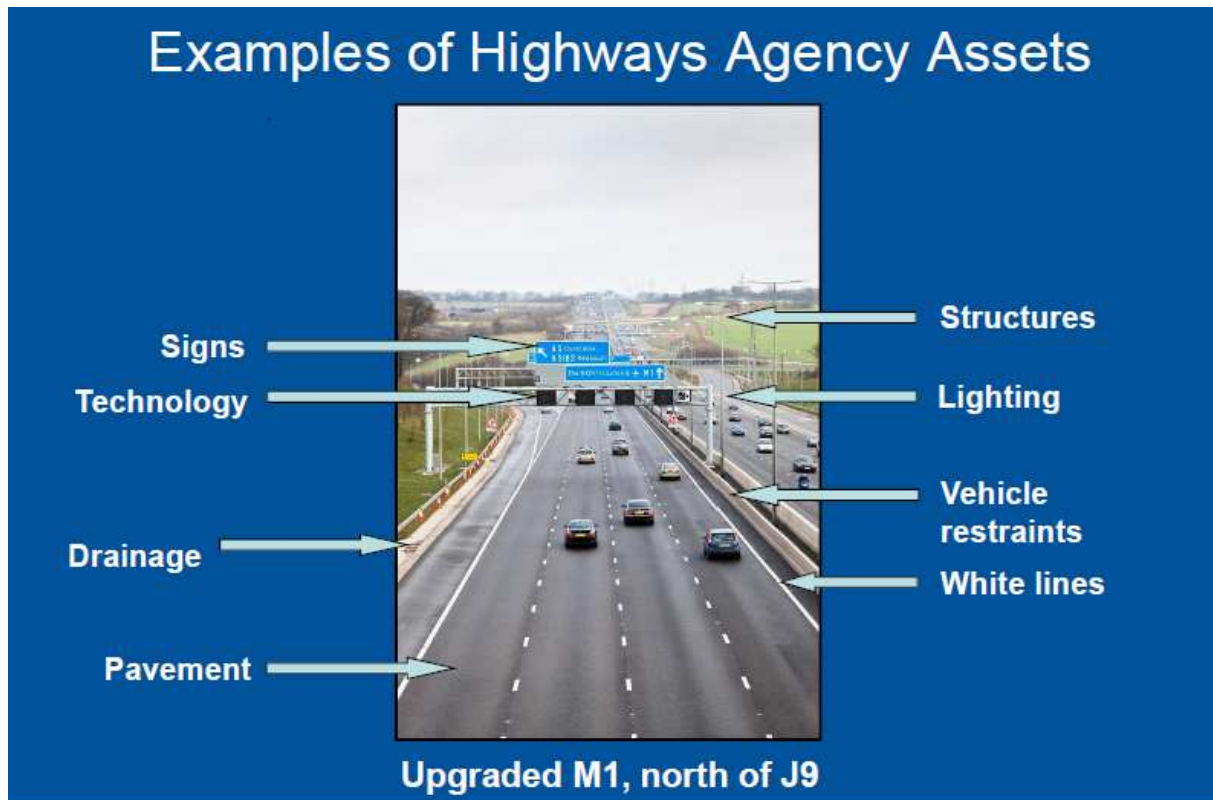 Examples of Highways Agency Assets
Signs
Technology
Drainage
Pavement
Structures
Lighting
Vehicle
restraints
White lines
M1
Upgraded M1, north of J9